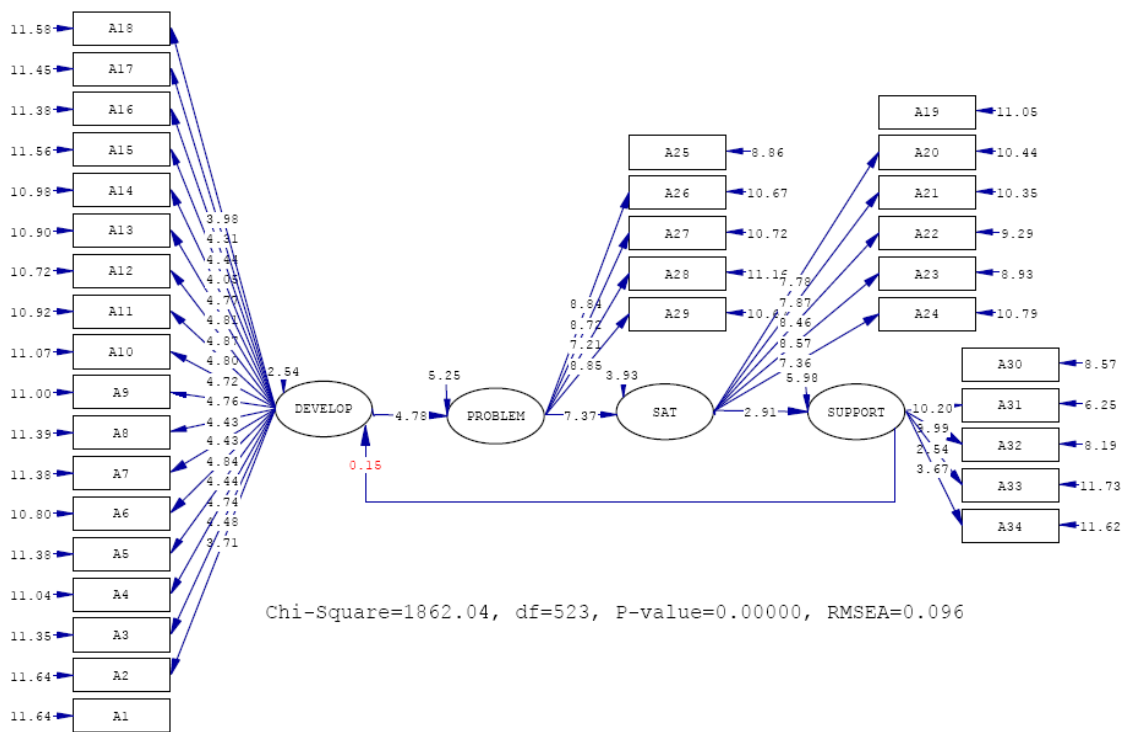 11.58 A18
11.45 A17
11.38 A16
11.56 A15
10.98 A14
10.90 A13
10.72 A12
10.92 A11
11.07 A10
11.00 A9
11.39 A8
11.38 A7
10.80 A6
11.38 A5
11.04 A4
11.35 A3
11.64 A2
11.64 A1
3.98
4.31
4.44
4.05
4.77
4.81
4.87
4.80
4.72
4.76
4.43
4.43
4.84
4.44
4.74
4.48
3.71
2.54
DEVELOP
4.78
5.25
PROBLEM
7.37
3.93
SAT
2.91
5.98
SUPPORT
0.15
A25 8.86
A26 10.67
A27 10.72
A28 11.16
A29
8.84
8.72
7.21
8.85
A19 11.05
A20 10.44
A21 10.35
A22 9.29
A23 8.93
A24 10.79
7.78
7.87
8.46
8.57
7.36
A30 8.57
A31 6.25
A32 8.19
A33 11.73
A34 11.62
10.20
3.99
2.54
3.67
Chi-Square=1862.04, df=523, P-value=0.00000, RMSEA=0.096